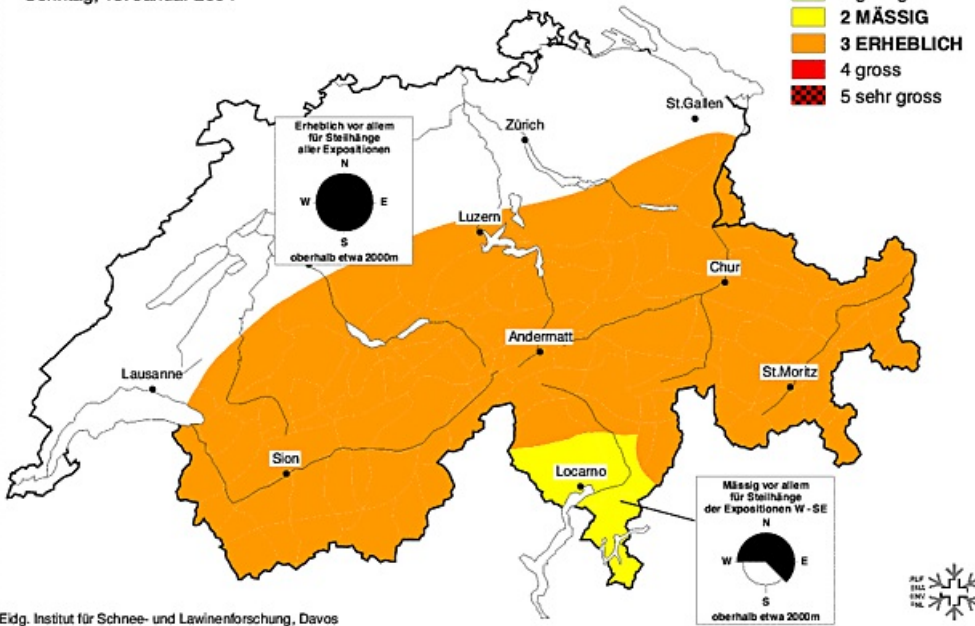 2 MÄSSIG
3 ERHEBLICH
4 gross
5 sehr gross
St.Gallen
Zürich
Erheblich vor allem
für Steilhänge
aller Expositionen
N
W E
S
oberhalb etwa 2000m
Luzern
Chur
Andermatt
Lausanne
St.Moritz
Sion
Locarno
Mässig vor allem
für Steilhänge
der Expositionen W - SE
N
W E
S
oberhalb etwa 2000m
SLF
Eidg. Institut für Schnee- und Lawinenforschung, Davos